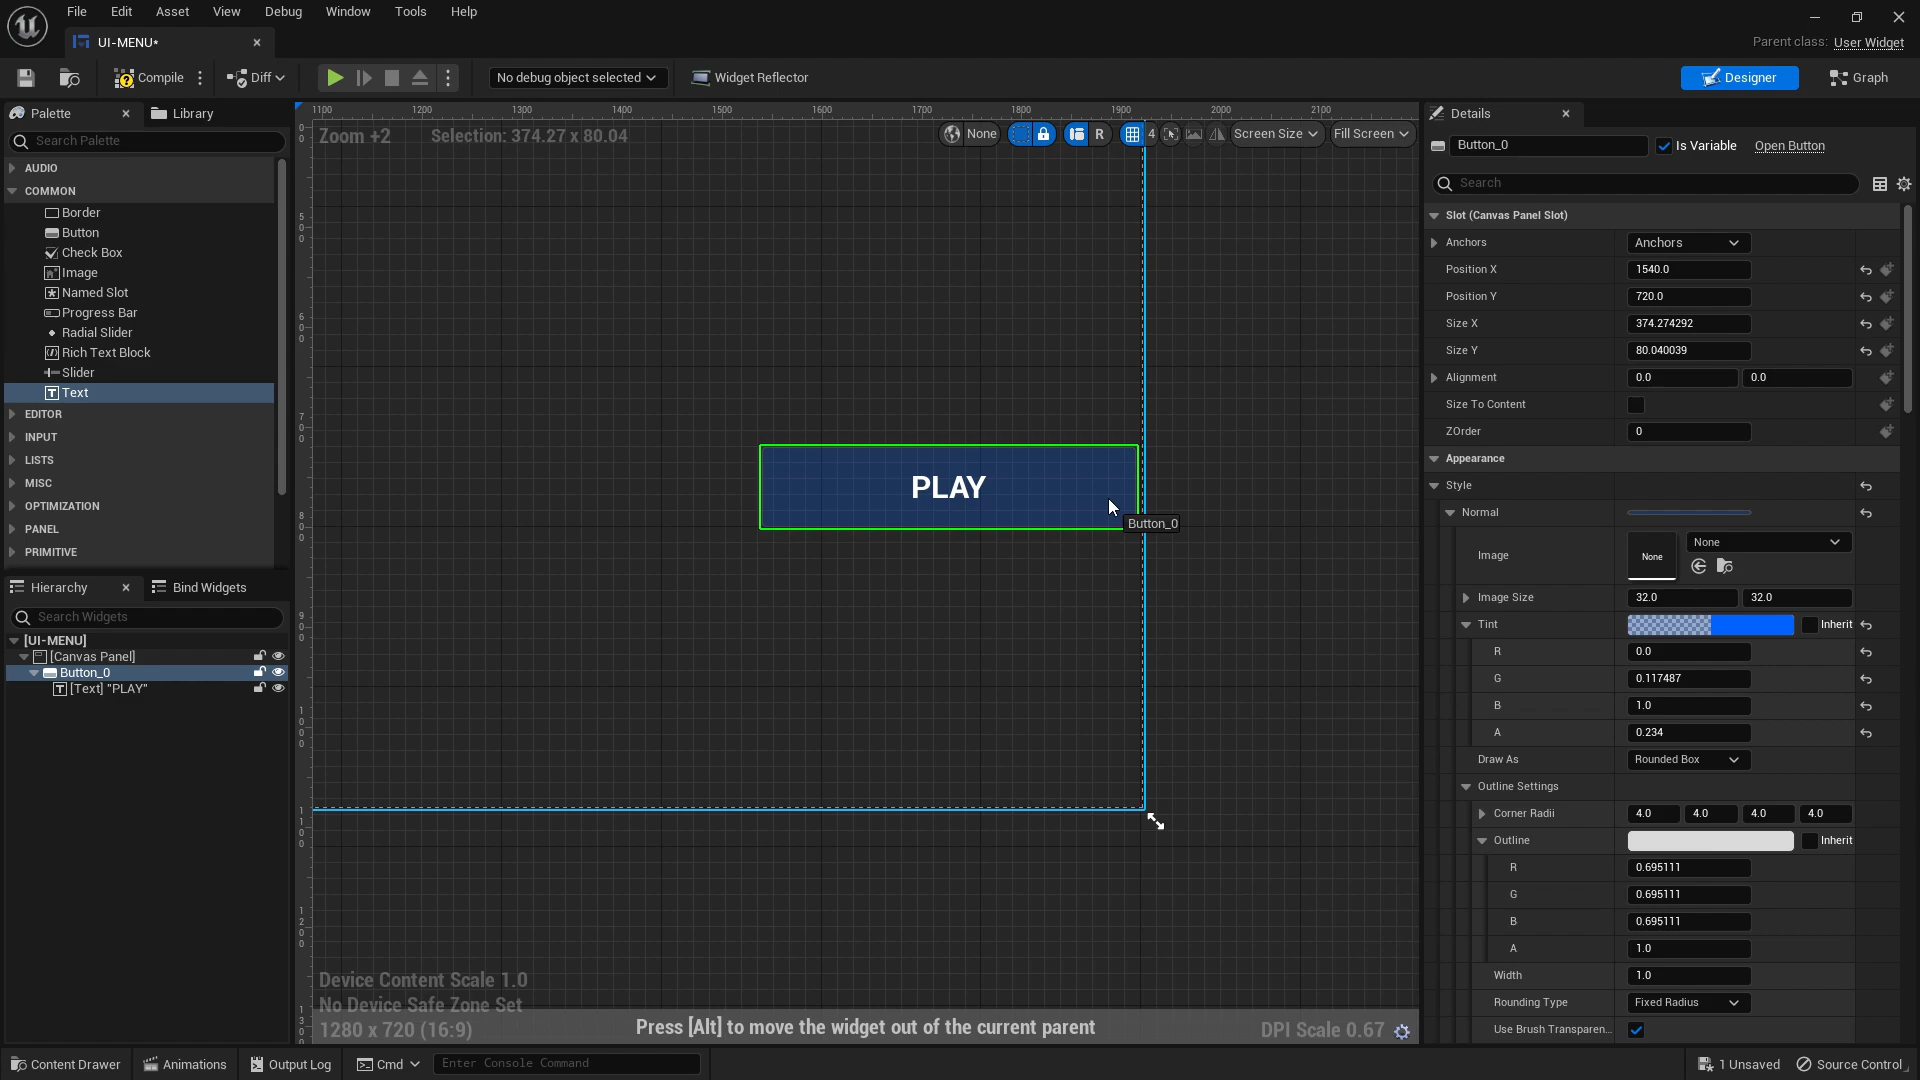 File Edit Asset View Debug Window Tools Help
UI-MENU*
Parent class: User Widget
Compile Diff No debug object selected Widget Reflector Designer Graph
Palette Library
Search Palette
AUDIO
COMMON
Border
Button
Check Box
Image
Named Slot
Progress Bar
Radial Slider
Rich Text Block
Slider
Text
EDITOR
INPUT
LISTS
MISC
OPTIMIZATION
PANEL
PRIMITIVE
Hierarchy Bind Widgets
Search Widgets
[UI-MENU]
[Canvas Panel]
Button_0
[Text] "PLAY"
1100 1200 1300 1400 1500 1600 1700 1800 1900 2000 2100
Zoom +2 Selection: 374.27 x 80.04
None R 4 Screen Size Fill Screen
500
600
700
800
900
1000
1100
1200
PLAY
Button_0
Device Content Scale 1.0
No Device Safe Zone Set
1280 x 720 (16:9)
Press [Alt] to move the widget out of the current parent
DPI Scale 0.67
Details
Button_0 Is Variable Open Button
Search
Slot (Canvas Panel Slot)
Anchors Anchors
Position X 1540.0
Position Y 720.0
Size X 374.274292
Size Y 80.040039
Alignment 0.0 0.0
Size To Content
ZOrder 0
Appearance
Style
Normal
Image None None
Image Size 32.0 32.0
Tint Inherit
R 0.0
G 0.117487
B 1.0
A 0.234
Draw As Rounded Box
Outline Settings
Corner Radii 4.0 4.0 4.0 4.0
Outline Inherit
R 0.695111
G 0.695111
B 0.695111
A 1.0
Width 1.0
Rounding Type Fixed Radius
Use Brush Transparen...
Content Drawer Animations Output Log Cmd Enter Console Command 1 Unsaved Source Control